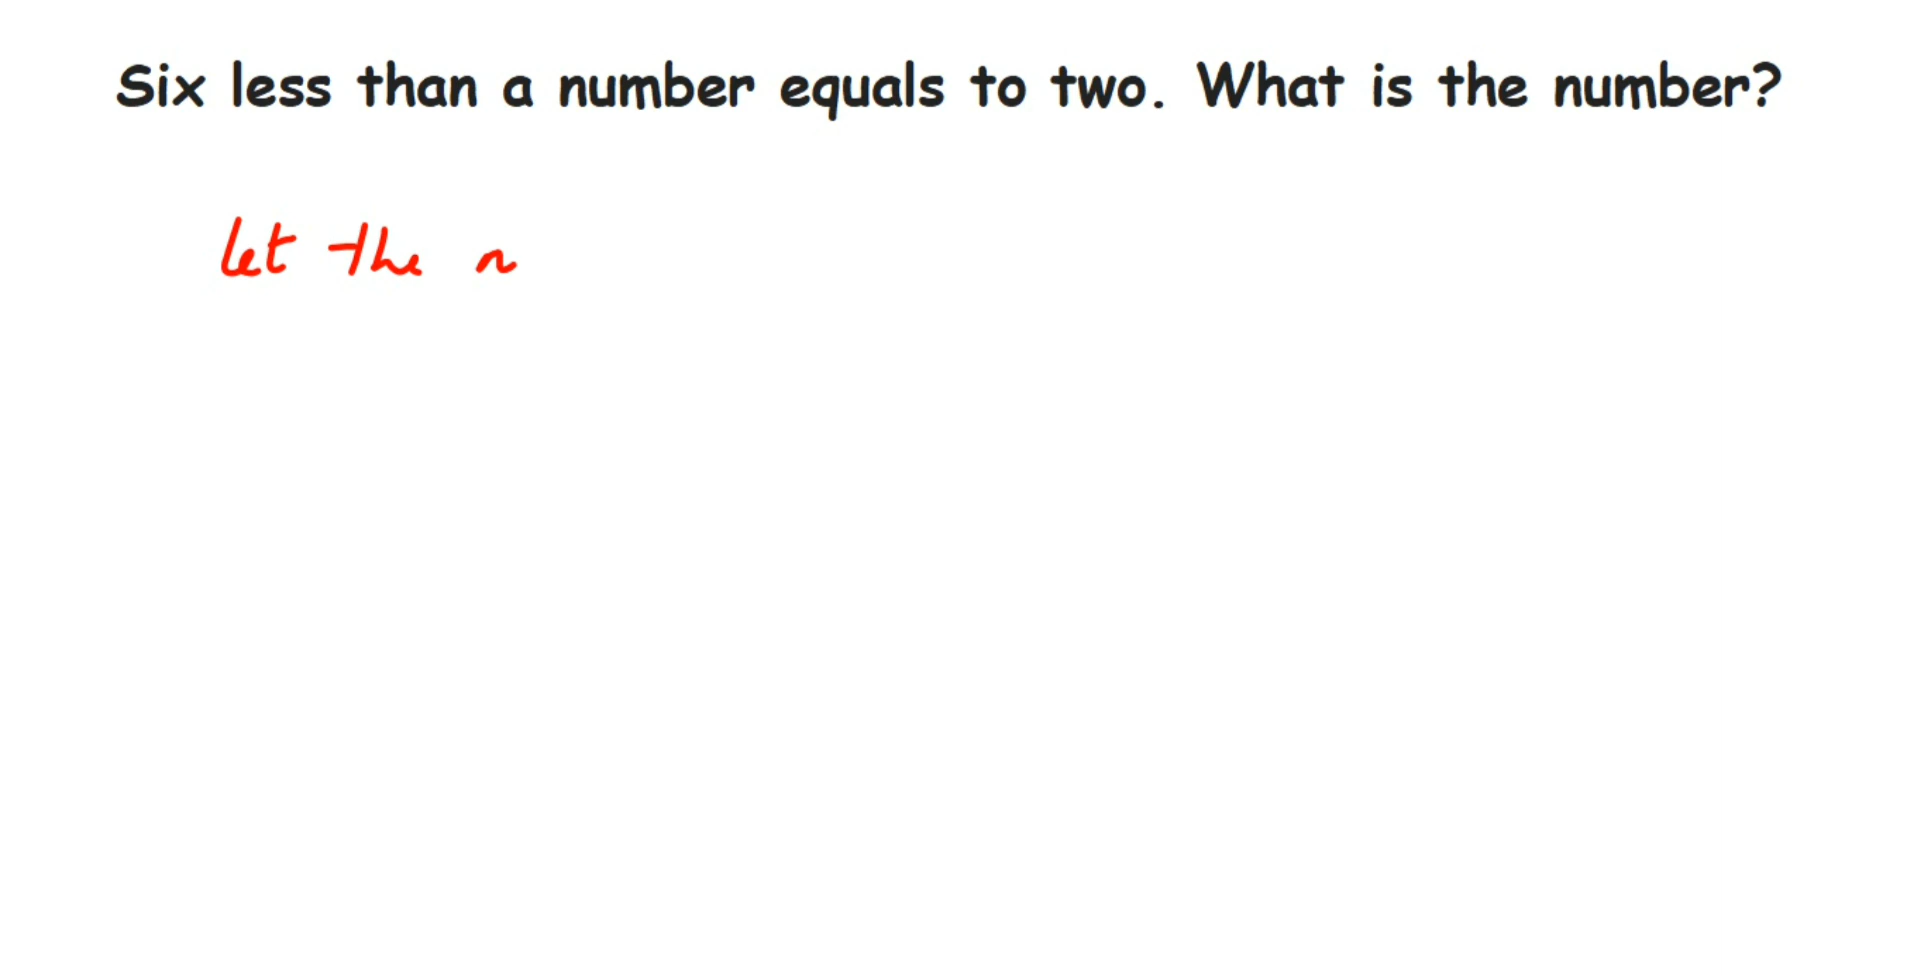 Six less than a number equals to two. What is the number?
let the n